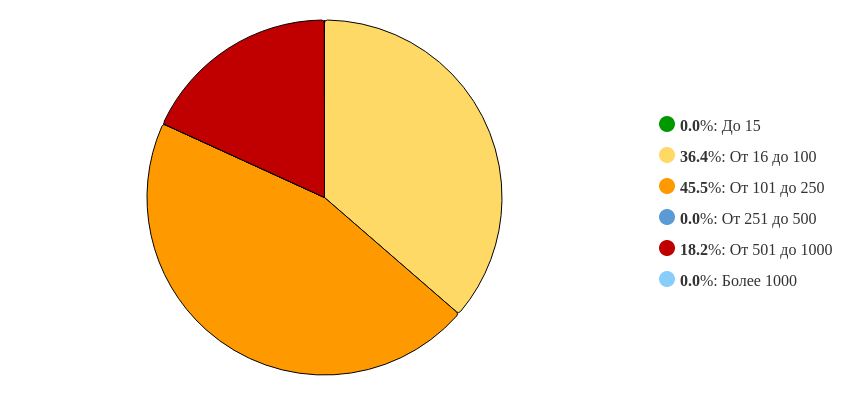 0.0%: До 15
36.4%: От 16 до 100
45.5%: От 101 до 250
0.0%: От 251 до 500
18.2%: От 501 до 1000
0.0%: Более 1000